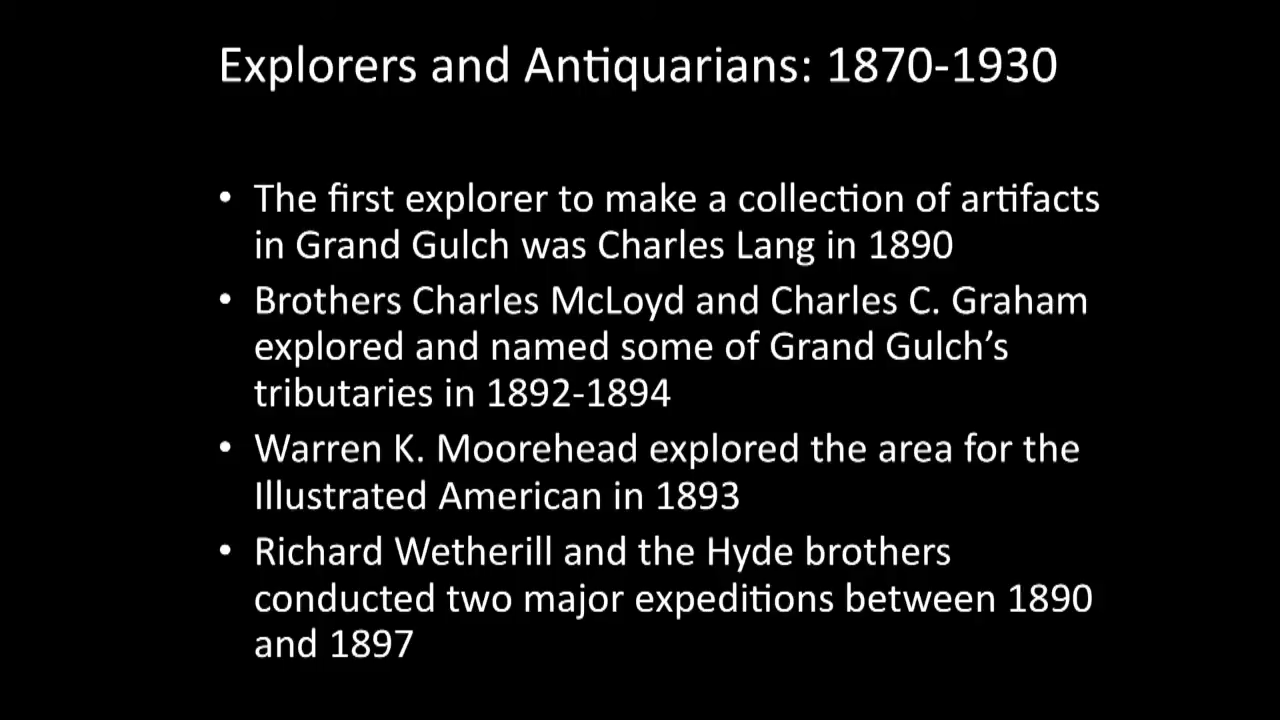 Explorers and Antiquarians: 1870-1930
• The first explorer to make a collection of artifacts
in Grand Gulch was Charles Lang in 1890
• Brothers Charles McLoyd and Charles C. Graham
explored and named some of Grand Gulch’s
tributaries in 1892-1894
• Warren K. Moorehead explored the area for the
Illustrated American in 1893
• Richard Wetherill and the Hyde brothers
conducted two major expeditions between 1890
and 1897